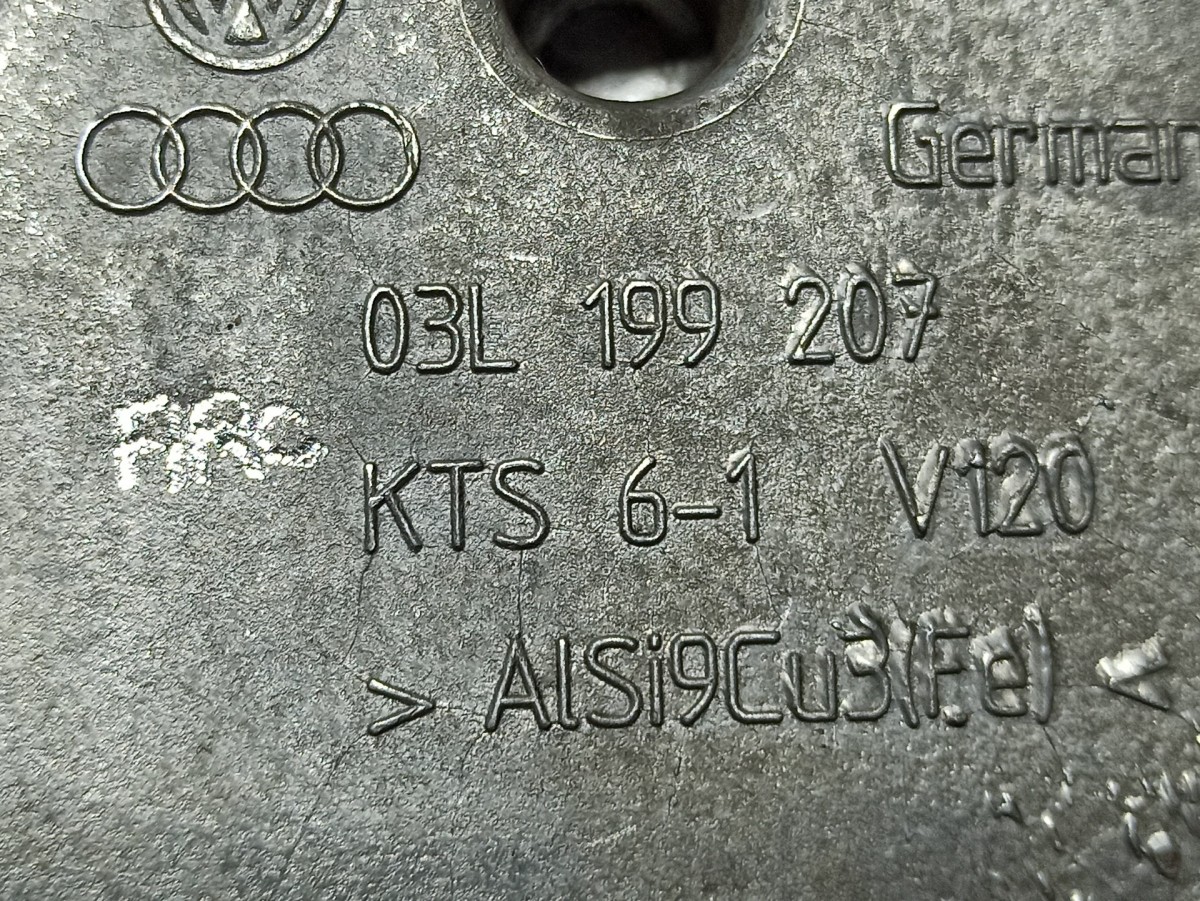 German
03L 199 207
KTS 6-1 V120
> AlSi9Cu3(Fe) <